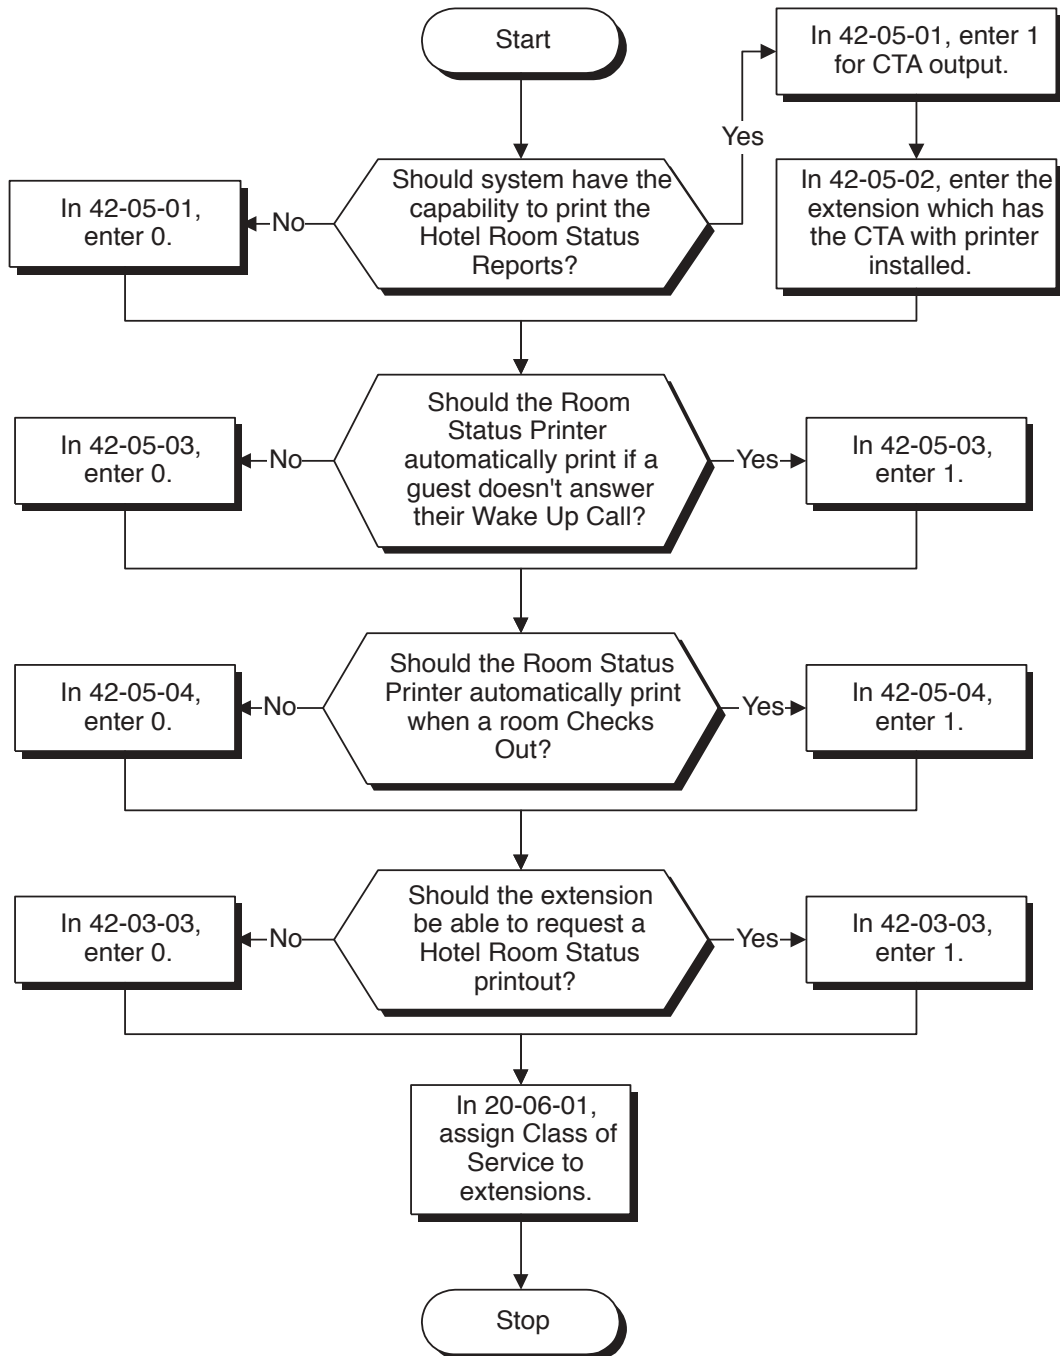 Start
In 42-05-01, enter 1
for CTA output.
Yes
Should system have the
capability to print the
Hotel Room Status
Reports?
No
In 42-05-01,
enter 0.
In 42-05-02, enter the
extension which has
the CTA with printer
installed.
Should the Room
Status Printer
automatically print if a
guest doesn't answer
their Wake Up Call?
No
In 42-05-03,
enter 0.
Yes
In 42-05-03,
enter 1.
Should the Room Status
Printer automatically print
when a room Checks
Out?
No
In 42-05-04,
enter 0.
Yes
In 42-05-04,
enter 1.
Should the extension
be able to request a
Hotel Room Status
printout?
No
In 42-03-03,
enter 0.
Yes
In 42-03-03,
enter 1.
In 20-06-01,
assign Class of
Service to
extensions.
Stop